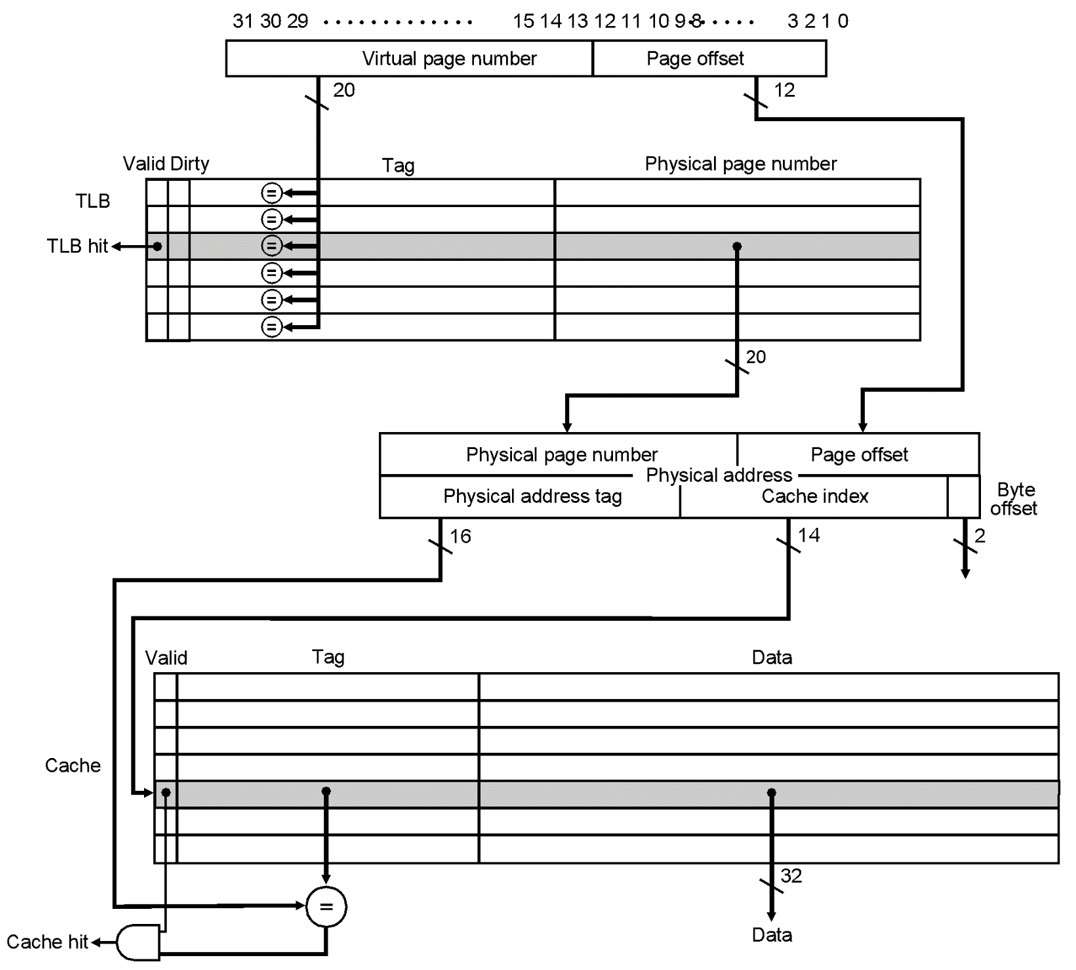 31 30 29 ············· 15 14 13 12 11 10 9 8 ····· 3 2 1 0
Virtual page number Page offset
20 12
Valid Dirty Tag Physical page number
TLB
=
=
TLB hit =
=
=
=
20
Physical page number Page offset
Physical address
Physical address tag Cache index Byte
offset
16 14 2
Valid Tag Data
Cache
32
=
Data
Cache hit